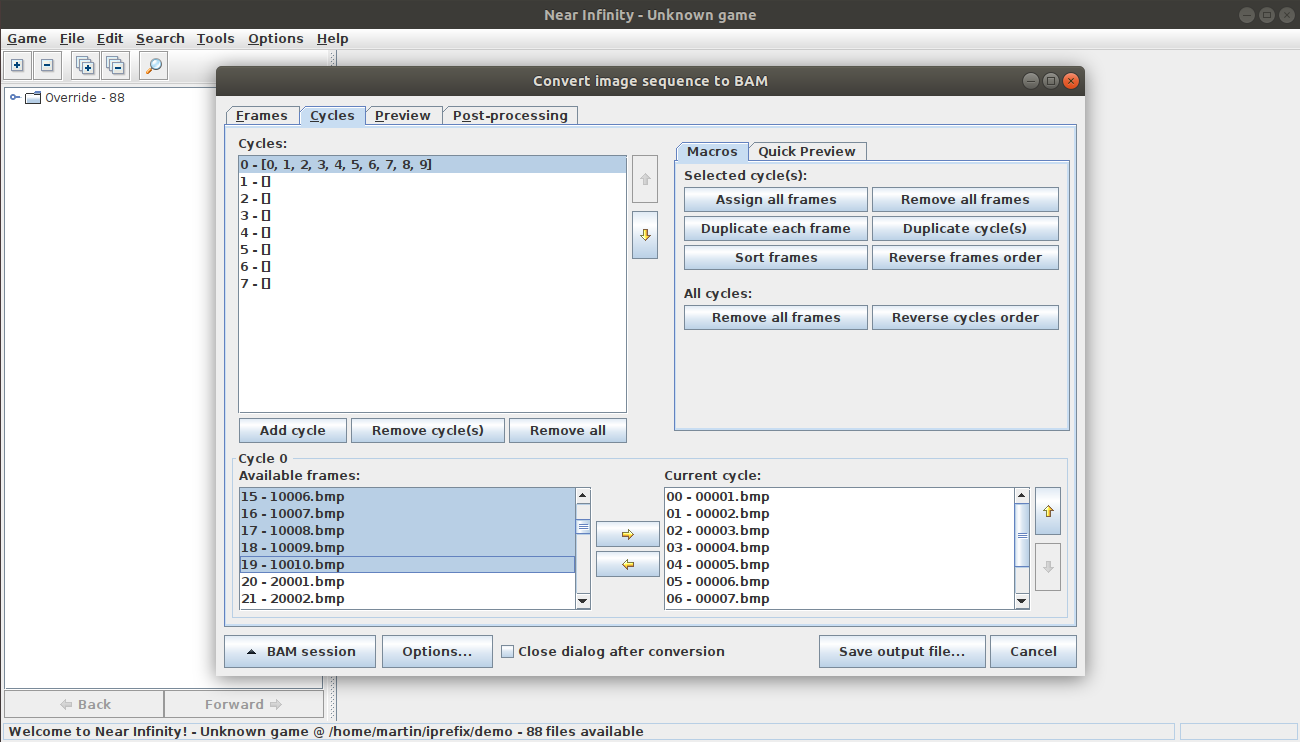 Near Infinity - Unknown game
Game File Edit Search Tools Options Help
Override - 88
Convert image sequence to BAM
Frames Cycles Preview Post-processing
Cycles:
0 - [0, 1, 2, 3, 4, 5, 6, 7, 8, 9]
1 - []
2 - []
3 - []
4 - []
5 - []
6 - []
7 - []
Add cycle Remove cycle(s) Remove all
Macros Quick Preview
Selected cycle(s):
Assign all frames Remove all frames
Duplicate each frame Duplicate cycle(s)
Sort frames Reverse frames order
All cycles:
Remove all frames Reverse cycles order
Cycle 0
Available frames:
15 - 10006.bmp
16 - 10007.bmp
17 - 10008.bmp
18 - 10009.bmp
19 - 10010.bmp
20 - 20001.bmp
21 - 20002.bmp
Current cycle:
00 - 00001.bmp
01 - 00002.bmp
02 - 00003.bmp
03 - 00004.bmp
04 - 00005.bmp
05 - 00006.bmp
06 - 00007.bmp
BAM session Options... Close dialog after conversion Save output file... Cancel
Back Forward
Welcome to Near Infinity! - Unknown game @ /home/martin/iprefix/demo - 88 files available